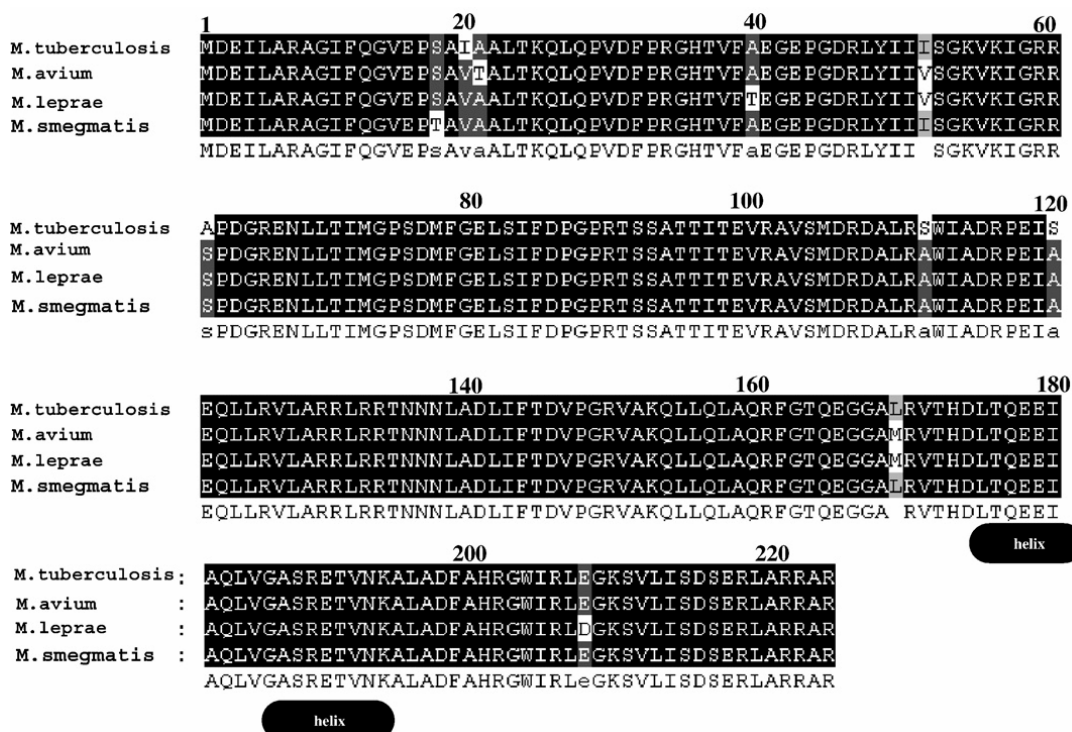 1 20 40 60
M.tuberculosis MDEILARAGIFQGVEPSAIAALTKQLQPVDFPRGHTVFAEGEPGDRLYIIISGKVKIGRR
M.avium MDEILARAGIFQGVEPSAVTALTKQLQPVDFPRGHTVFAEGEPGDRLYIIVSGKVKIGRR
M.leprae MDEILARAGIFQGVEPSAVAALTKQLQPVDFPRGHTVFTEGEPGDRLYIIVSGKVKIGRR
M.smegmatis MDEILARAGIFQGVEPTAVAALTKQLQPVDFPRGHTVFAEGEPGDRLYIIISGKVKIGRR
MDEILARAGIFQGVEPsAvaALTKQLQPVDFPRGHTVFaEGEPGDRLYII SGKVKIGRR
80 100 120
M.tuberculosis APDGRENLLTIMGPSDMFGELSIFDPGPRTSSATTITEVRAVSMDRDALRSWIADRPEIS
M.avium SPDGRENLLTIMGPSDMFGELSIFDPGPRTSSATTITEVRAVSMDRDALRAWIADRPEIA
M.leprae SPDGRENLLTIMGPSDMFGELSIFDPGPRTSSATTITEVRAVSMDRDALRAWIADRPEIA
M.smegmatis SPDGRENLLTIMGPSDMFGELSIFDPGPRTSSATTITEVRAVSMDRDALRAWIADRPEIA
sPDGRENLLTIMGPSDMFGELSIFDPGPRTSSATTITEVRAVSMDRDALRaWIADRPEIa
140 160 180
M.tuberculosis EQLLRVLARRLRRTNNNLADLIFTDVPGRVAKQLLQLAQRFGTQEGGALRVTHDLTQEEI
M.avium EQLLRVLARRLRRTNNNLADLIFTDVPGRVAKQLLQLAQRFGTQEGGAMRVTHDLTQEEI
M.leprae EQLLRVLARRLRRTNNNLADLIFTDVPGRVAKQLLQLAQRFGTQEGGAMRVTHDLTQEEI
M.smegmatis EQLLRVLARRLRRTNNNLADLIFTDVPGRVAKQLLQLAQRFGTQEGGALRVTHDLTQEEI
EQLLRVLARRLRRTNNNLADLIFTDVPGRVAKQLLQLAQRFGTQEGGA RVTHDLTQEEI
helix
200 220
M.tuberculosis : AQLVGASRETVNKALADFAHRGWIRLEGKSVLISDSERLARRAR
M.avium : AQLVGASRETVNKALADFAHRGWIRLEGKSVLISDSERLARRAR
M.leprae : AQLVGASRETVNKALADFAHRGWIRLDGKSVLISDSERLARRAR
M.smegmatis : AQLVGASRETVNKALADFAHRGWIRLEGKSVLISDSERLARRAR
AQLVGASRETVNKALADFAHRGWIRLeGKSVLISDSERLARRAR
helix